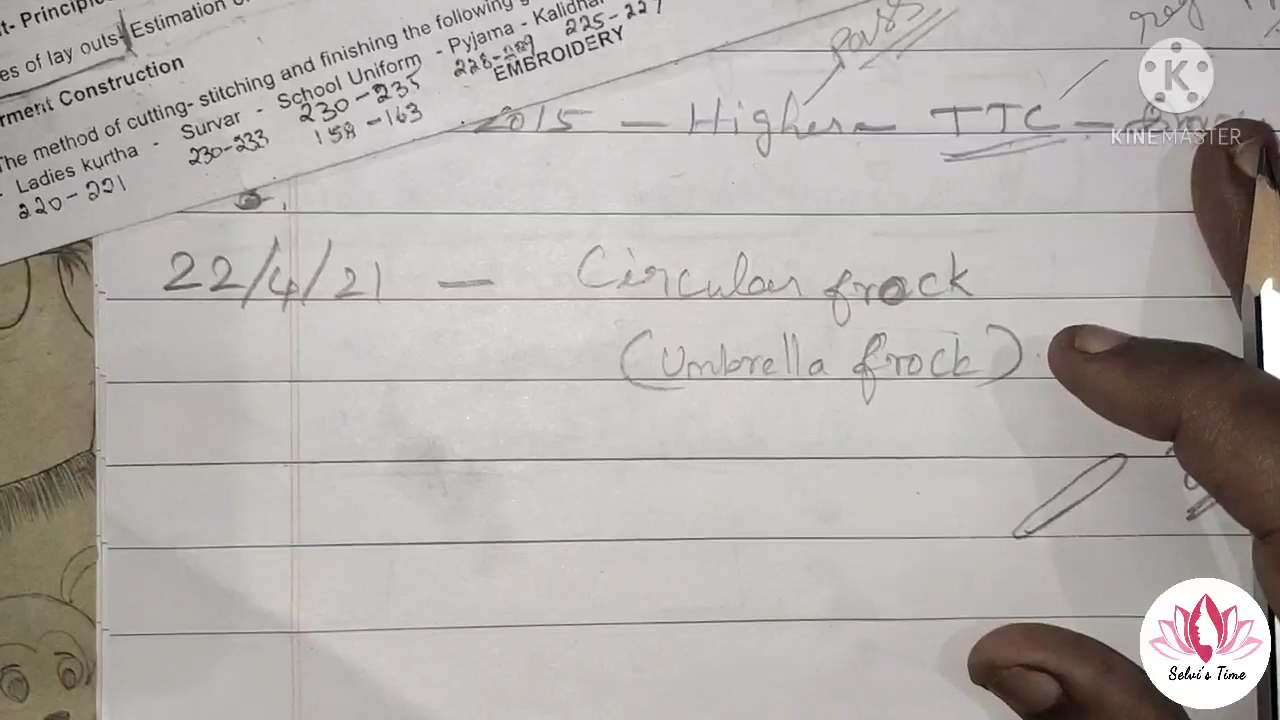 t- Principle
es of lay outs- Estimation o
rment Construction
The method of cutting- stitching and finishing the following
- Ladies kurtha - Survar - School Uniform - Pyjama - Kalidha
220-221 230-233 230-235 228-229 225-227
158-163
EMBROIDERY
pass
2015 - Higher - TTC -
22/4/21 - Circular frock
(Umbrella frock)
K
KINEMASTER
Selvi's Time